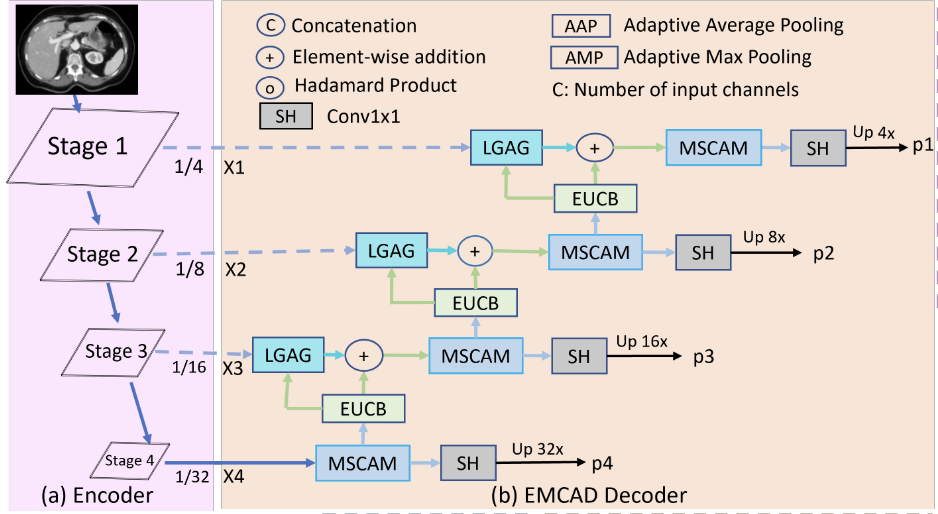 C Concatenation
AAP Adaptive Average Pooling
+ Element-wise addition
AMP Adaptive Max Pooling
o Hadamard Product
C: Number of input channels
SH Conv1x1
Stage 1
1/4 X1
LGAG
+
MSCAM
SH
Up 4x
p1
EUCB
Stage 2
1/8 X2
LGAG
+
MSCAM
SH
Up 8x
p2
EUCB
Stage 3
1/16 X3
LGAG
+
MSCAM
SH
Up 16x
p3
EUCB
Stage 4
1/32 X4
MSCAM
SH
Up 32x
p4
(a) Encoder
(b) EMCAD Decoder